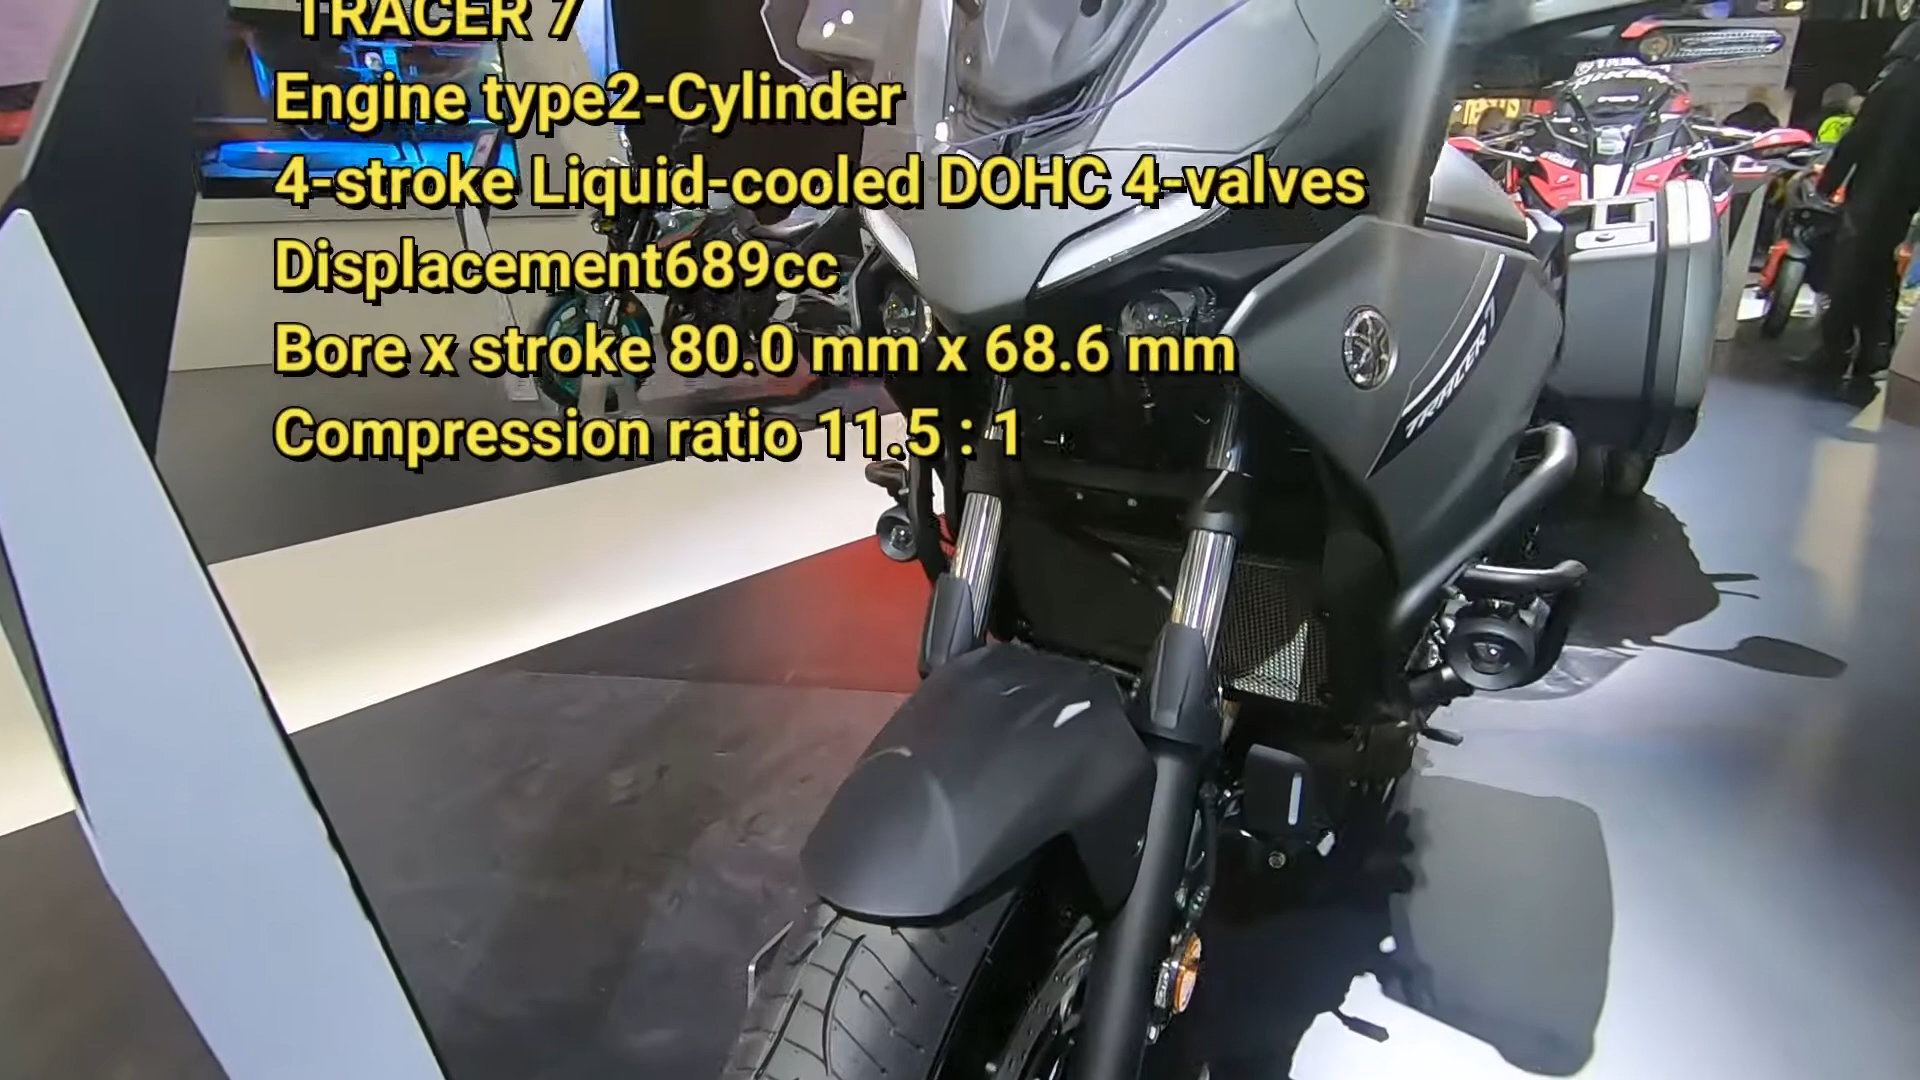 TRACER 7
Engine type2-Cylinder
4-stroke Liquid-cooled DOHC 4-valves
Displacement689cc
Bore x stroke 80.0 mm x 68.6 mm
Compression ratio 11.5 : 1
TRACER 7